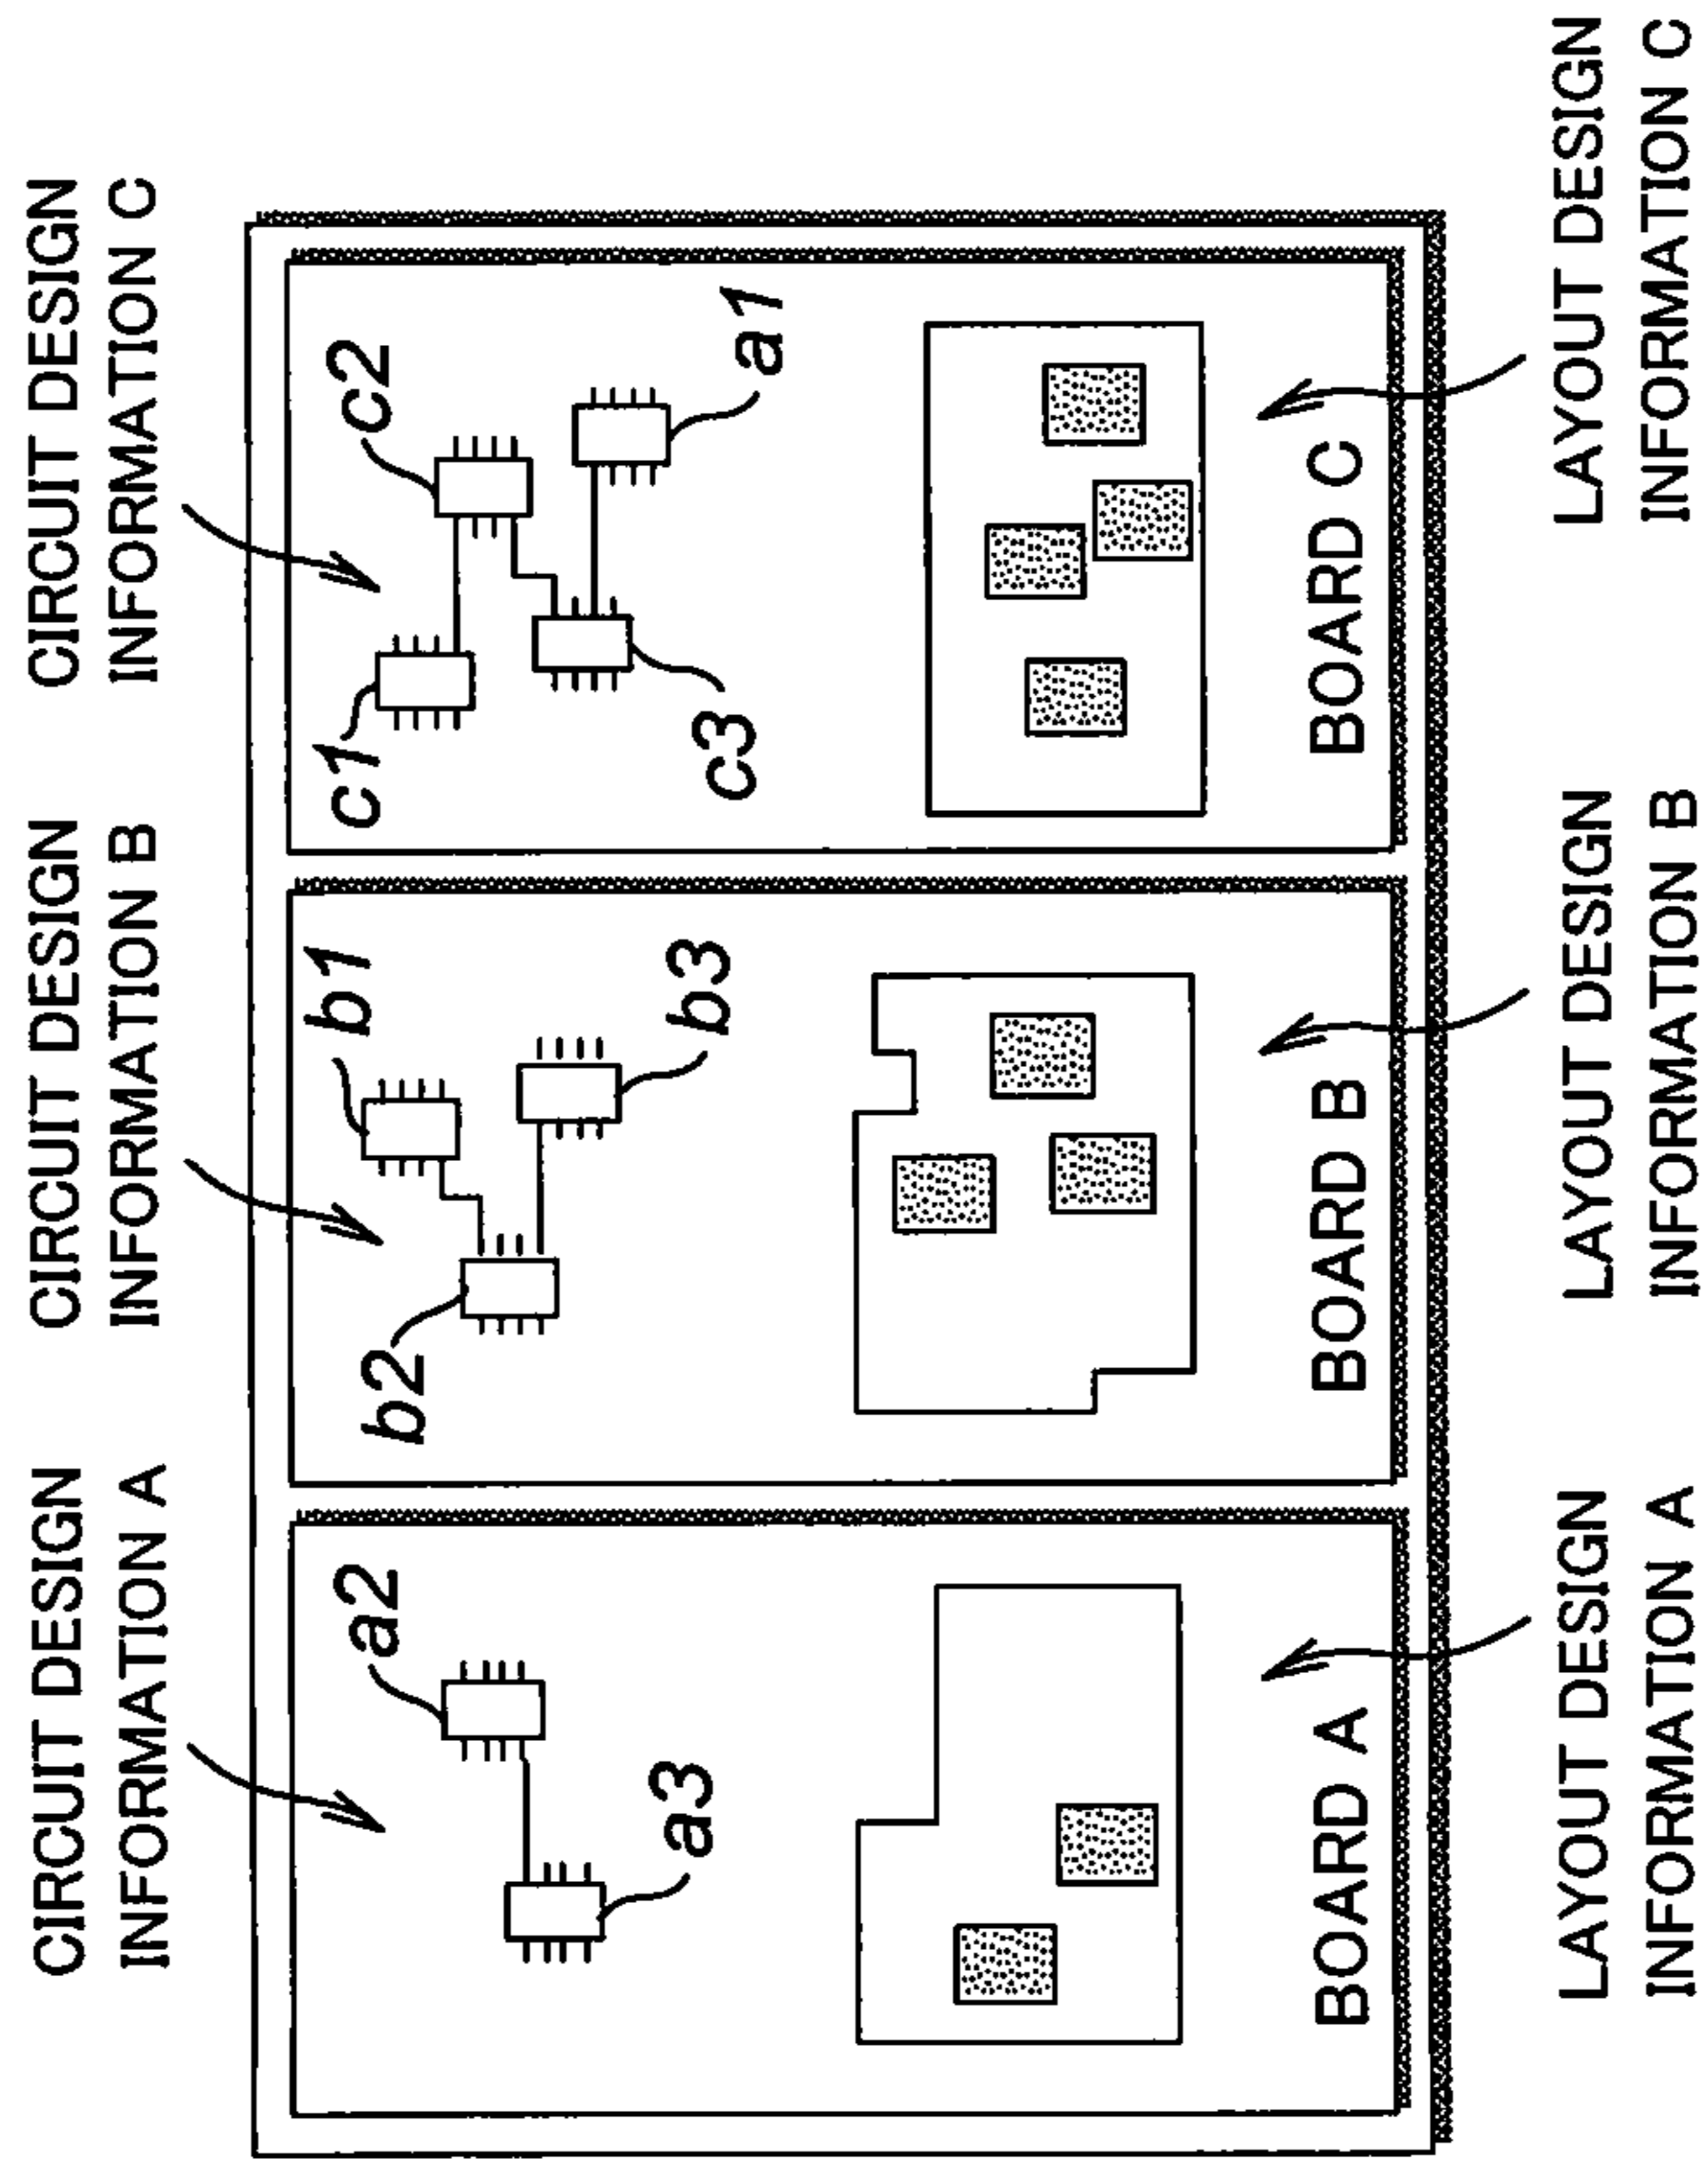 CIRCUIT DESIGN
INFORMATION A
CIRCUIT DESIGN
INFORMATION B
CIRCUIT DESIGN
INFORMATION C
a2
a3
b1
b2
b3
c1
c2
c3
a1
BOARD A
BOARD B
BOARD C
LAYOUT DESIGN
INFORMATION A
LAYOUT DESIGN
INFORMATION B
LAYOUT DESIGN
INFORMATION C